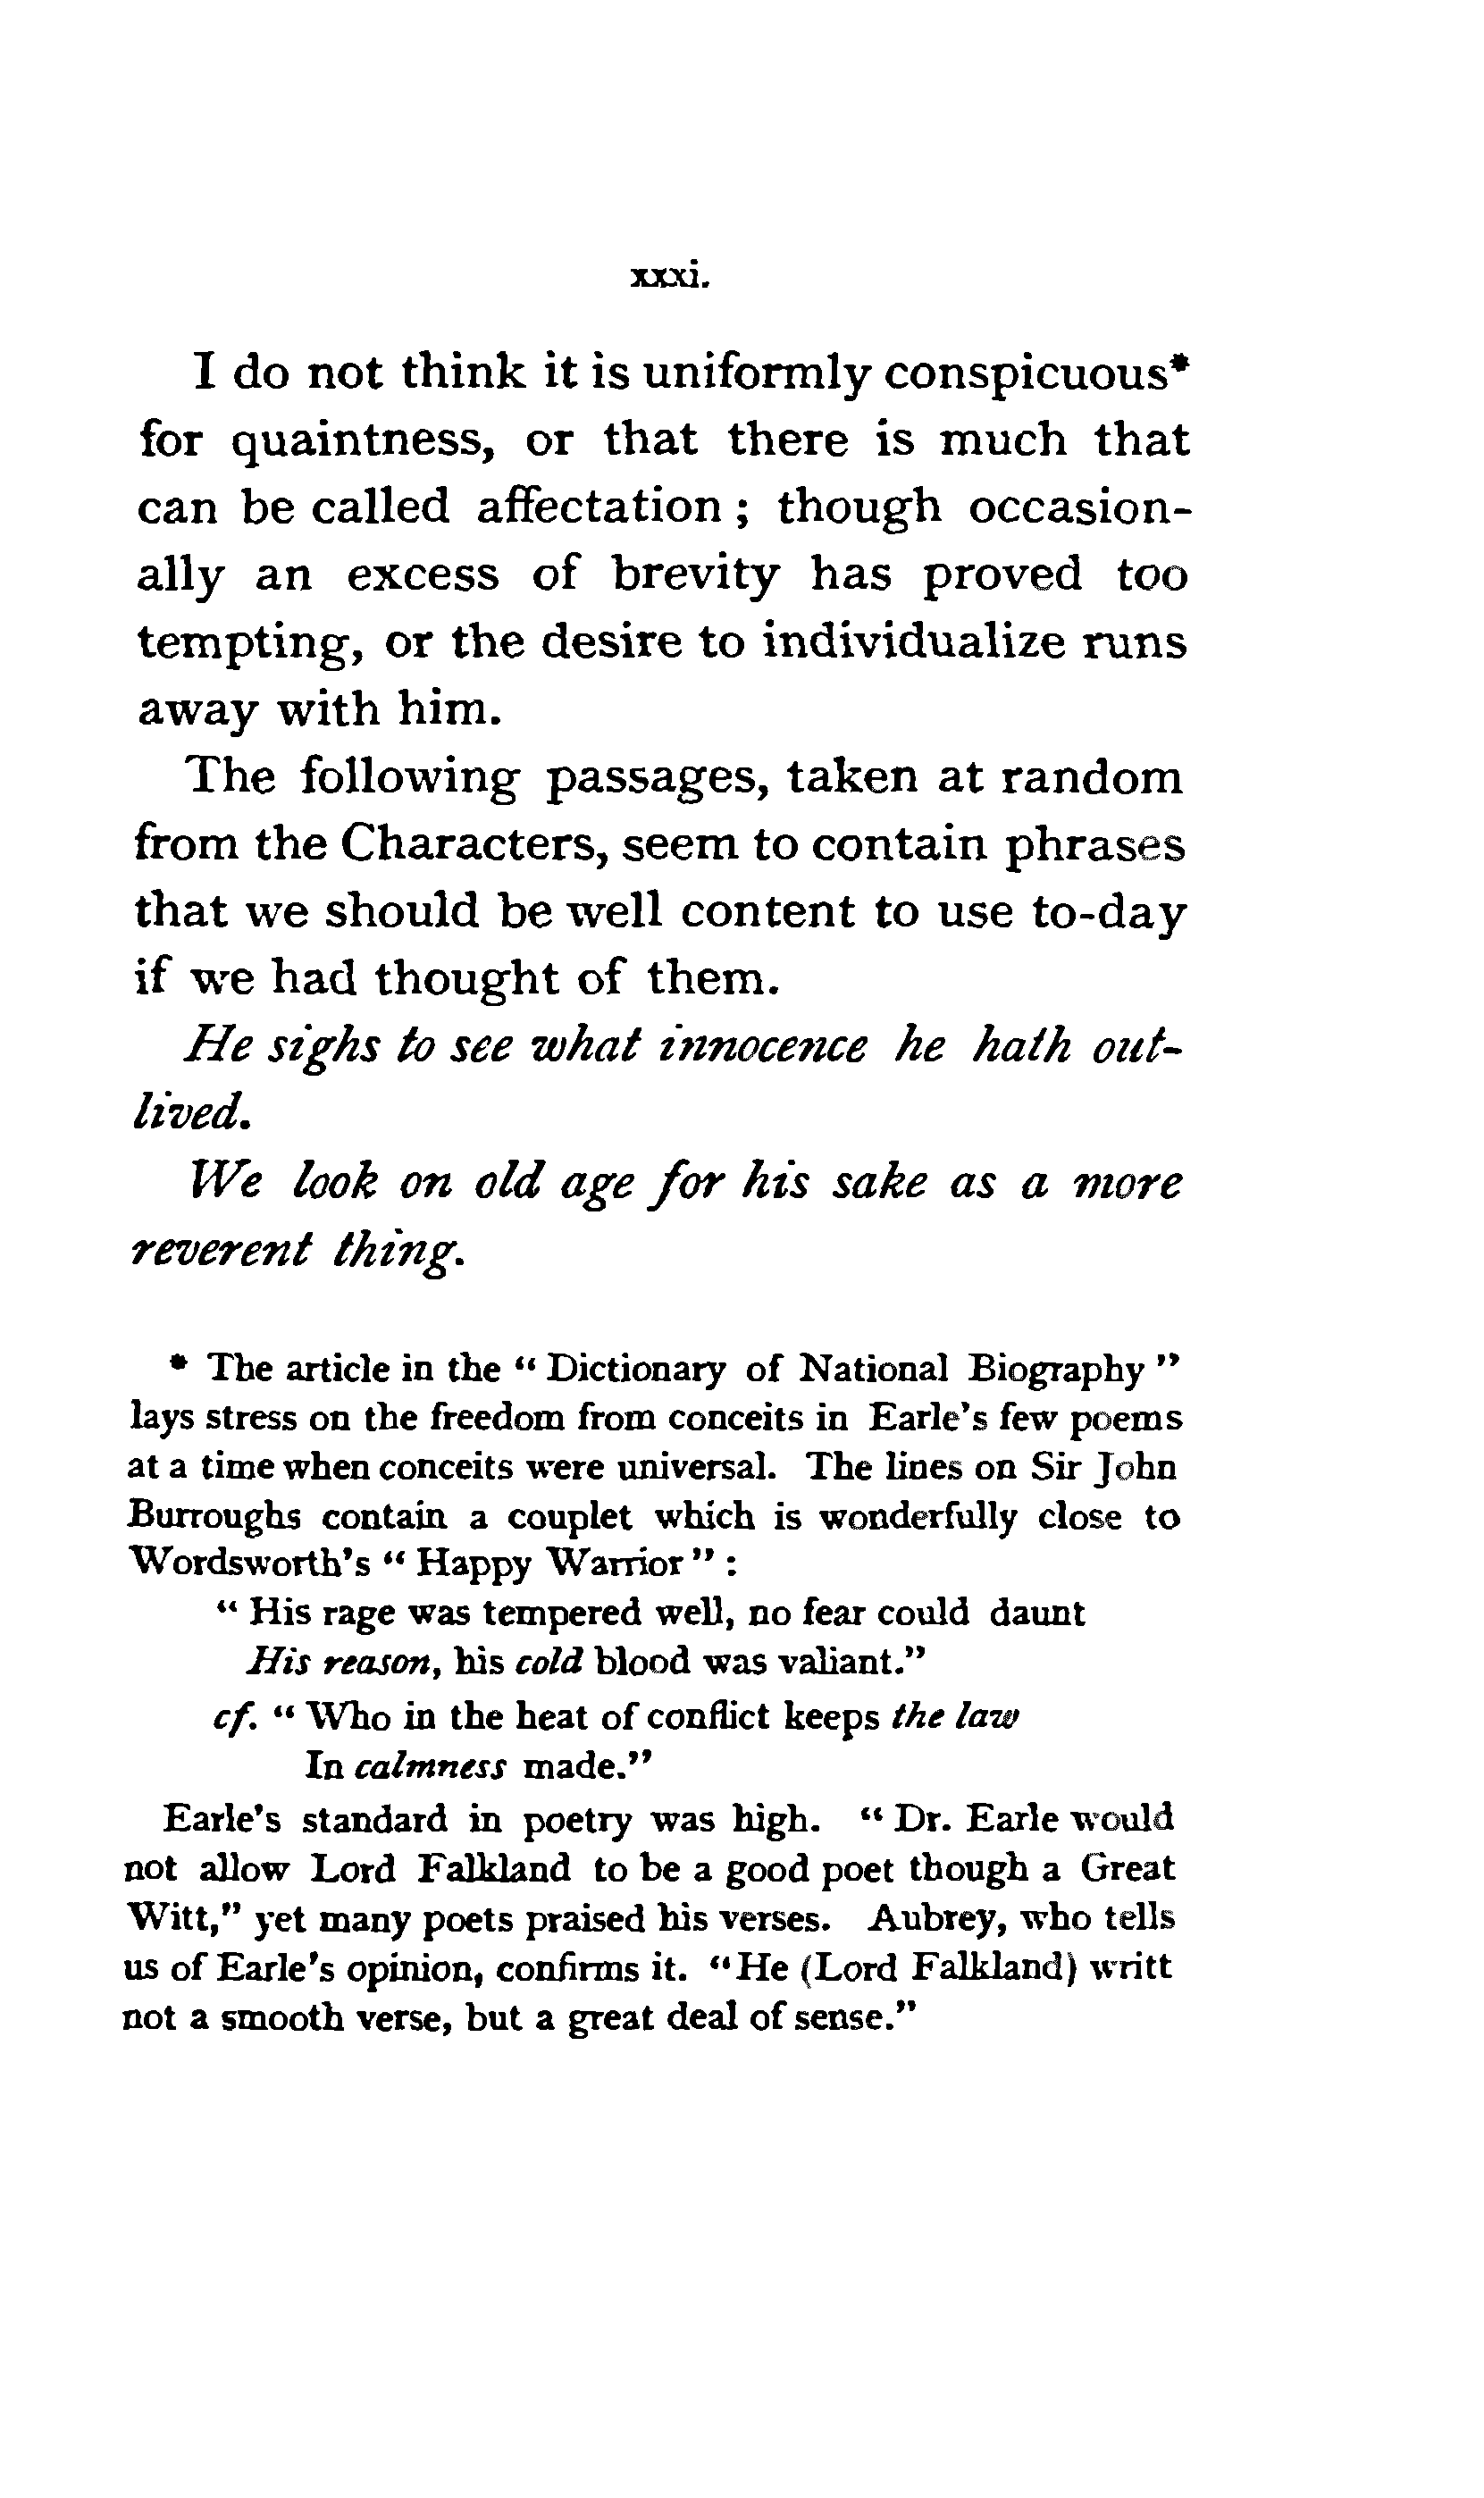 xxxi.
I do not think it is uniformly conspicuous*
for quaintness, or that there is much that
can be called affectation ; though occasion-
ally an excess of brevity has proved too
tempting, or the desire to individualize runs
away with him.
The following passages, taken at random
from the Characters, seem to contain phrases
that we should be well content to use to-day
if we had thought of them.
He sighs to see what innocence he hath out-
lived.
We look on old age for his sake as a more
reverent thing.
* The article in the “ Dictionary of National Biography ”
lays stress on the freedom from conceits in Earle’s few poems
at a time when conceits were universal. The lines on Sir John
Burroughs contain a couplet which is wonderfully close to
Wordsworth’s “ Happy Warrior ” :
“ His rage was tempered well, no fear could daunt
His reason, his cold blood was valiant.”
cf. “ Who in the heat of conflict keeps the law
In calmness made.”
Earle’s standard in poetry was high. “ Dr. Earle would
not allow Lord Falkland to be a good poet though a Great
Witt,” yet many poets praised his verses. Aubrey, who tells
us of Earle’s opinion, confirms it. “He (Lord Falkland) writt
not a smooth verse, but a great deal of sense.”